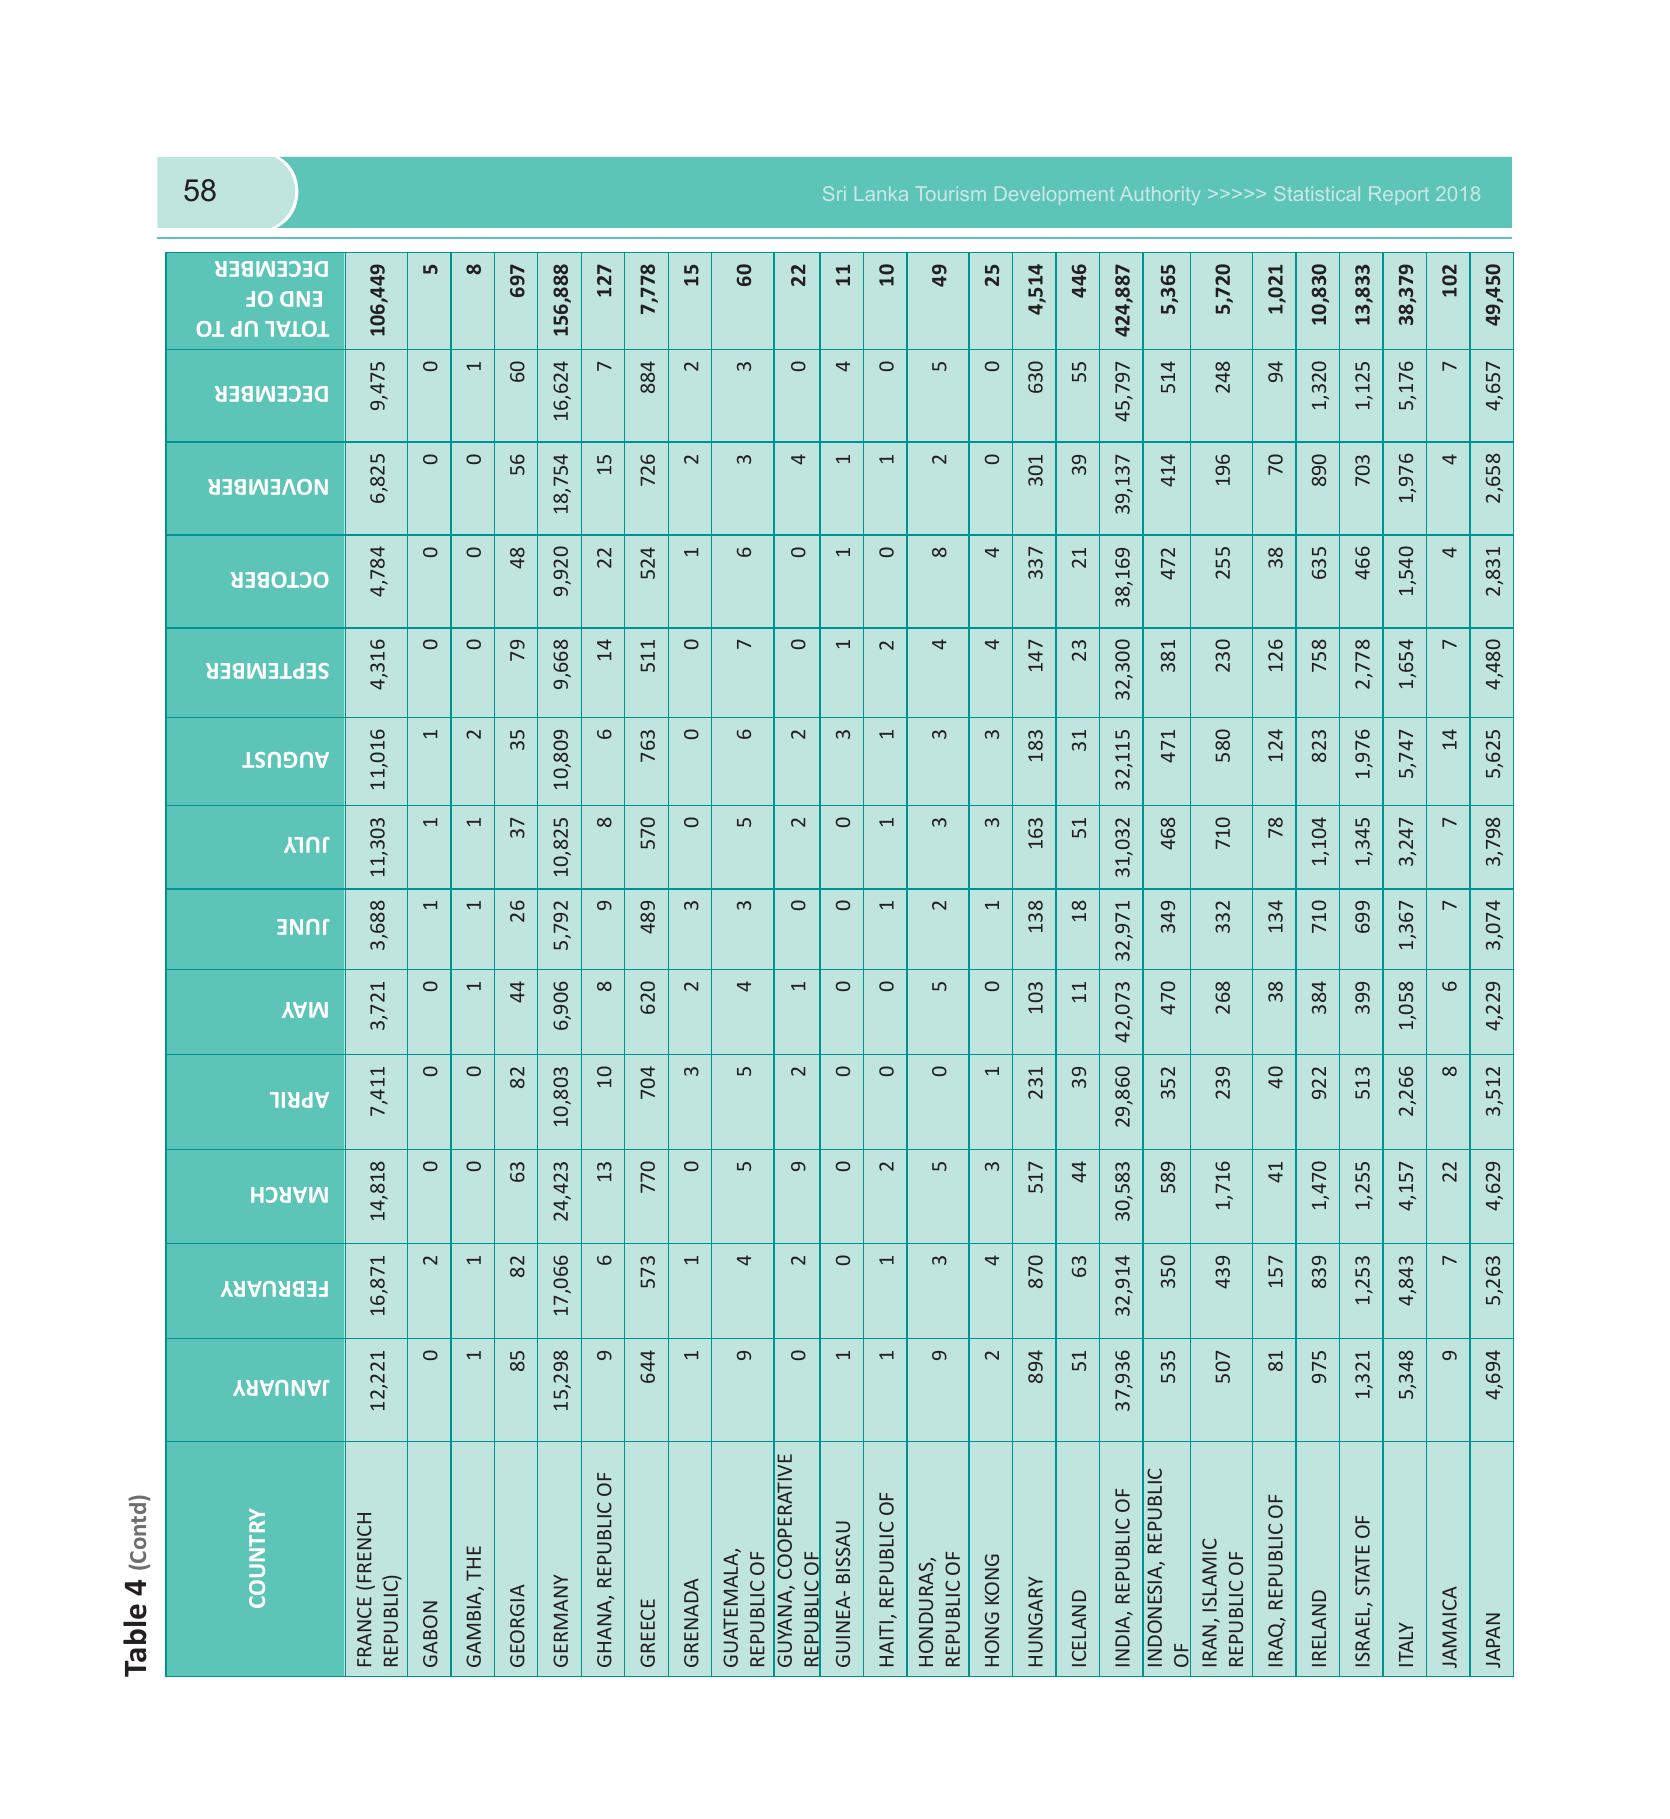 58
Sri Lanka Tourism Development Authority >>>>> Statistical Report 2018
Table 4 (Contd)
COUNTRY JANUARY FEBRUARY MARCH APRIL MAY JUNE JULY AUGUST SEPTEMBER OCTOBER NOVEMBER DECEMBER TOTAL UP TO
END OF
DECEMBER
FRANCE (FRENCH
REPUBLIC) 12,221 16,871 14,818 7,411 3,721 3,688 11,303 11,016 4,316 4,784 6,825 9,475 106,449
GABON 0 2 0 0 0 1 1 1 0 0 0 0 5
GAMBIA, THE 1 1 0 0 1 1 1 2 0 0 0 1 8
GEORGIA 85 82 63 82 44 26 37 35 79 48 56 60 697
GERMANY 15,298 17,066 24,423 10,803 6,906 5,792 10,825 10,809 9,668 9,920 18,754 16,624 156,888
GHANA, REPUBLIC OF 9 6 13 10 8 9 8 6 14 22 15 7 127
GREECE 644 573 770 704 620 489 570 763 511 524 726 884 7,778
GRENADA 1 1 0 3 2 3 0 0 0 1 2 2 15
GUATEMALA,
REPUBLIC OF 9 4 5 5 4 3 5 6 7 6 3 3 60
GUYANA, COOPERATIVE
REPUBLIC OF 0 2 9 2 1 0 2 2 0 0 4 0 22
GUINEA- BISSAU 1 0 0 0 0 0 0 3 1 1 1 4 11
HAITI, REPUBLIC OF 1 1 2 0 0 1 1 1 2 0 1 0 10
HONDURAS,
REPUBLIC OF 9 3 5 0 5 2 3 3 4 8 2 5 49
HONG KONG 2 4 3 1 0 1 3 3 4 4 0 0 25
HUNGARY 894 870 517 231 103 138 163 183 147 337 301 630 4,514
ICELAND 51 63 44 39 11 18 51 31 23 21 39 55 446
INDIA, REPUBLIC OF 37,936 32,914 30,583 29,860 42,073 32,971 31,032 32,115 32,300 38,169 39,137 45,797 424,887
INDONESIA, REPUBLIC
OF 535 350 589 352 470 349 468 471 381 472 414 514 5,365
IRAN, ISLAMIC
REPUBLIC OF 507 439 1,716 239 268 332 710 580 230 255 196 248 5,720
IRAQ, REPUBLIC OF 81 157 41 40 38 134 78 124 126 38 70 94 1,021
IRELAND 975 839 1,470 922 384 710 1,104 823 758 635 890 1,320 10,830
ISRAEL, STATE OF 1,321 1,253 1,255 513 399 699 1,345 1,976 2,778 466 703 1,125 13,833
ITALY 5,348 4,843 4,157 2,266 1,058 1,367 3,247 5,747 1,654 1,540 1,976 5,176 38,379
JAMAICA 9 7 22 8 6 7 7 14 7 4 4 7 102
JAPAN 4,694 5,263 4,629 3,512 4,229 3,074 3,798 5,625 4,480 2,831 2,658 4,657 49,450